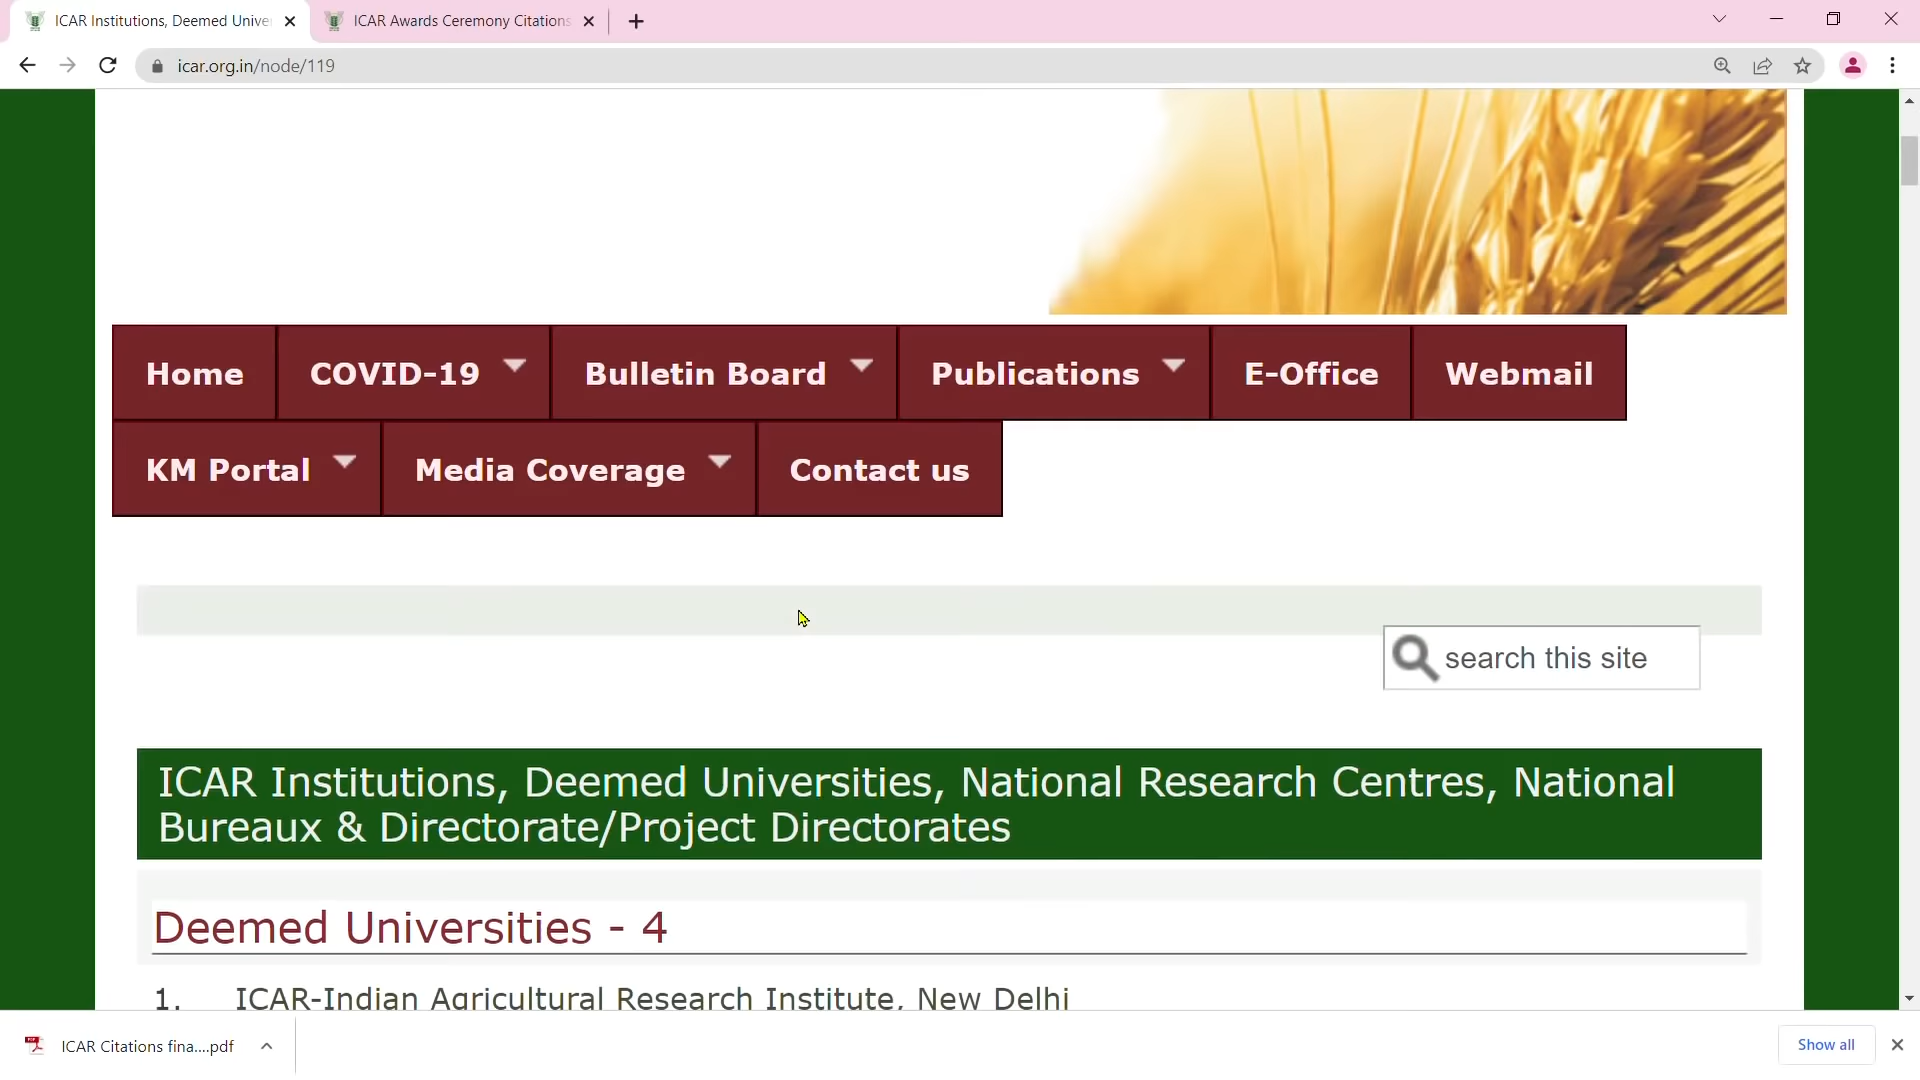 ICAR Institutions, Deemed Unive
ICAR Awards Ceremony Citations
icar.org.in/node/119
Home COVID-19 Bulletin Board Publications E-Office Webmail
KM Portal Media Coverage Contact us
search this site
ICAR Institutions, Deemed Universities, National Research Centres, National
Bureaux & Directorate/Project Directorates
Deemed Universities - 4
1. ICAR-Indian Agricultural Research Institute, New Delhi
ICAR Citations fina....pdf
Show all